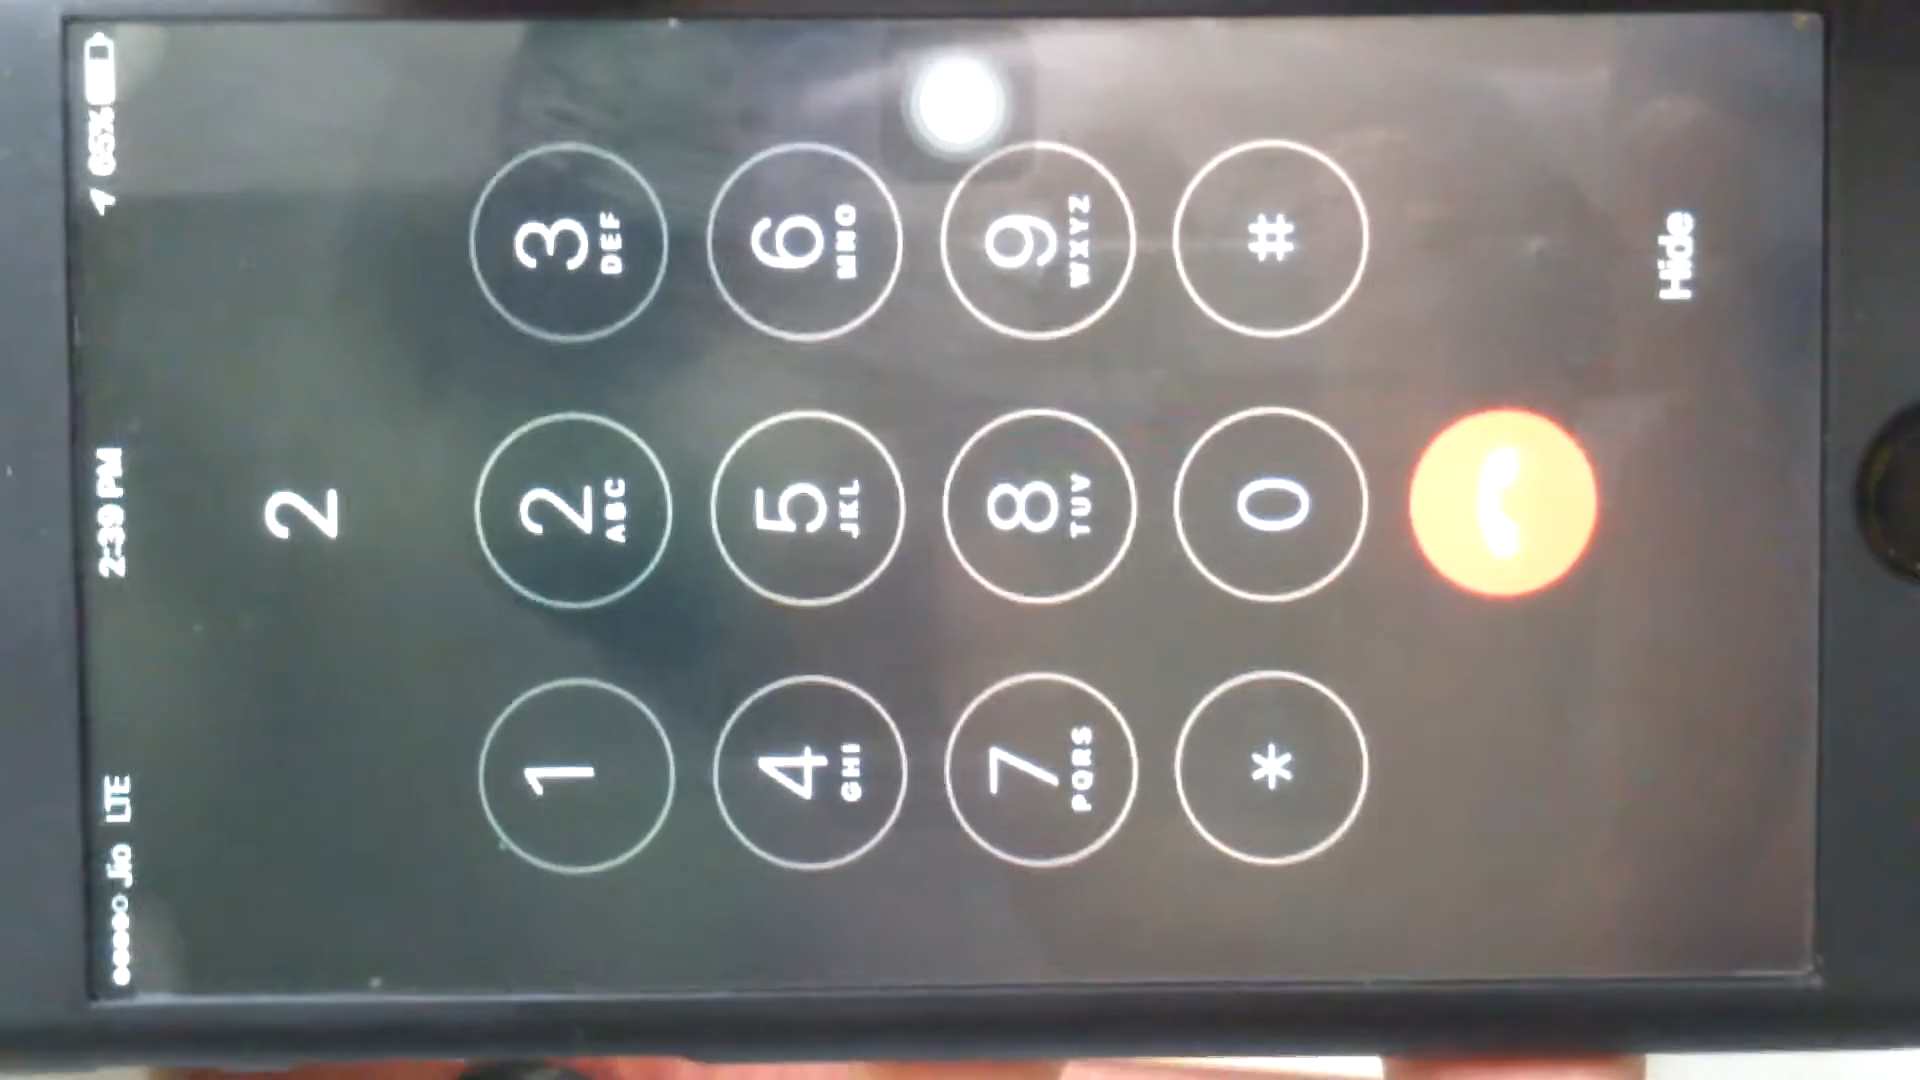 Jio LTE 2:39 PM 65%
2
1 2 3
ABC DEF
4 5 6
GHI JKL MNO
7 8 9
PQRS TUV WXYZ
* 0 #
Hide